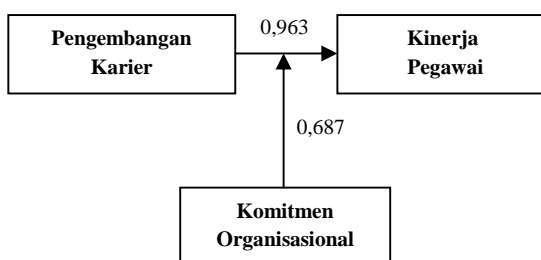 0,963
Pengembangan
Karier
Kinerja
Pegawai
0,687
Komitmen
Organisasional